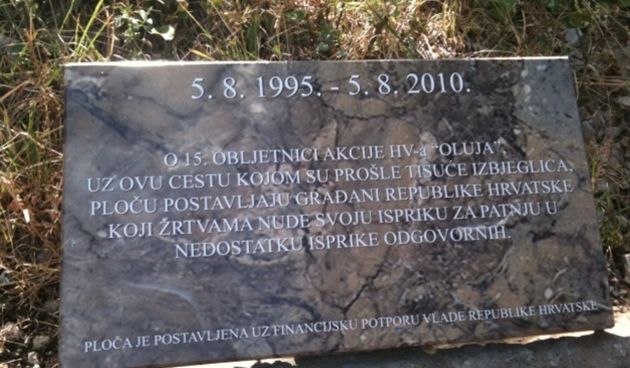 5. 8. 1995. - 5. 8. 2010.
O 15. OBLJETNICI AKCIJE HV-a "OLUJA",
UZ OVU CESTU KOJOM SU PROŠLE TISUĆE IZBJEGLICA,
PLOČU POSTAVLJAJU GRAĐANI REPUBLIKE HRVATSKE
KOJI ŽRTVAMA NUDE SVOJU ISPRIKU ZA PATNJU U
NEDOSTATKU ISPRIKE ODGOVORNIH.
PLOČA JE POSTAVLJENA UZ FINANCIJSKU POTPORU VLADE REPUBLIKE HRVATSKE